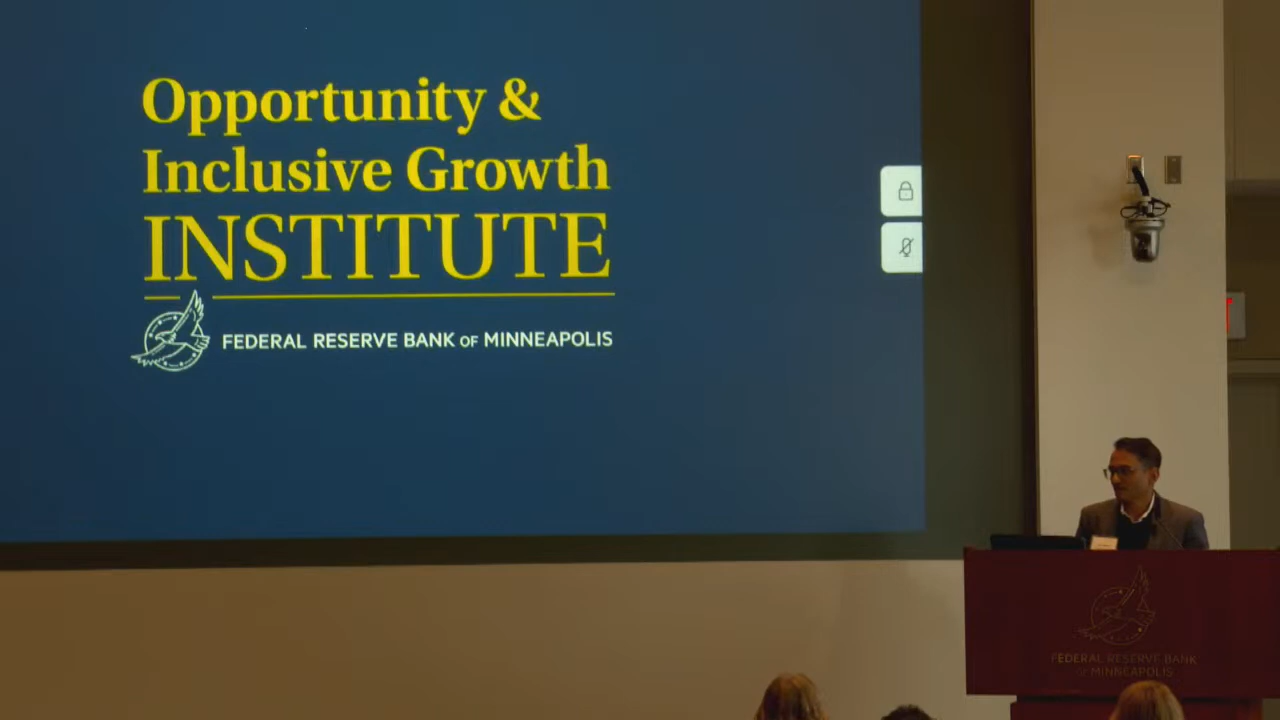 Opportunity &
Inclusive Growth
INSTITUTE
FEDERAL RESERVE BANK OF MINNEAPOLIS
FEDERAL RESERVE BANK
OF MINNEAPOLIS